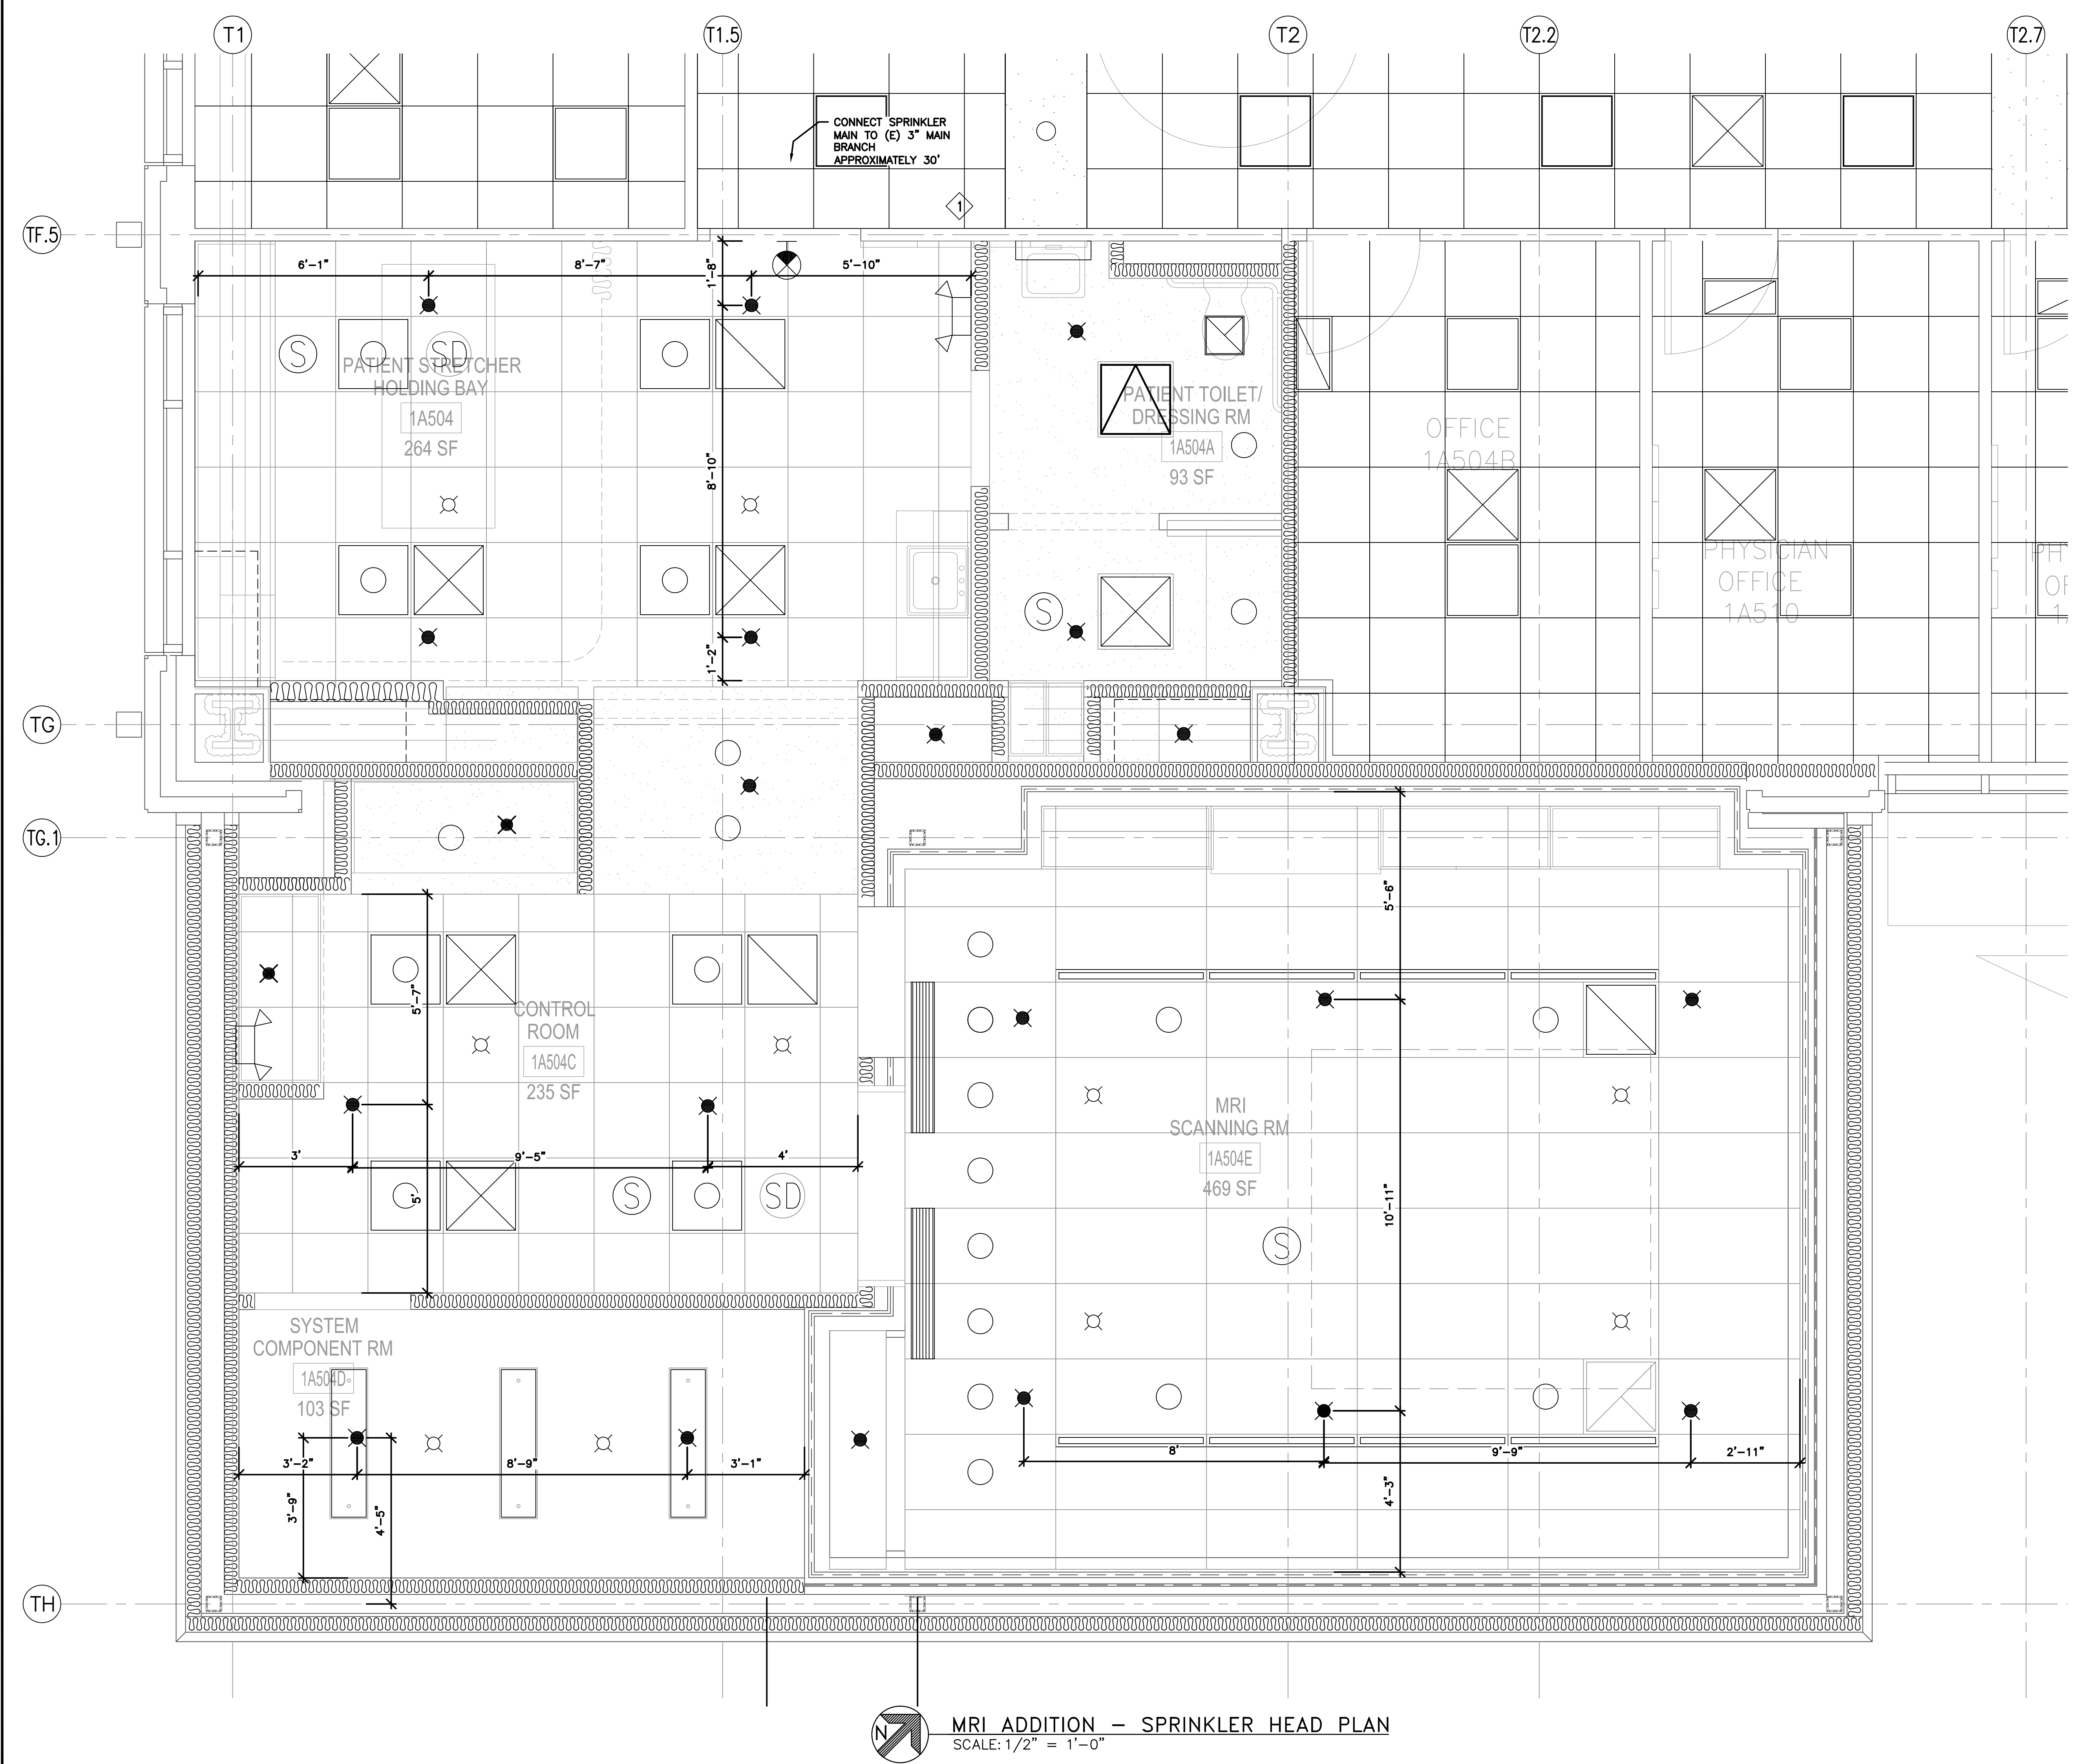 T1
T1.5
T2
T2.2
T2.7
CONNECT SPRINKLER
MAIN TO (E) 3" MAIN
BRANCH
APPROXIMATELY 30'
1
TF.5
6'-1"
8'-7"
1'-8"
5'-10"
S
SD
PATIENT STRETCHER
HOLDING BAY
1A504
264 SF
PATIENT TOILET/
DRESSING RM
1A504A
93 SF
OFFICE
1A504B
8'-10"
PHYSICIAN
OFFICE
1A510
S
1'-2"
TG
TG.1
5'-6"
5'-7"
CONTROL
ROOM
1A504C
235 SF
MRI
SCANNING RM
1A504E
469 SF
3'
9'-5"
4'
5'
S
SD
10'-11"
S
SYSTEM
COMPONENT RM
1A504D
103 SF
3'-2"
8'-9"
3'-1"
8'
9'-9"
2'-11"
3'-9"
4'-5"
4'-3"
TH
N
MRI ADDITION - SPRINKLER HEAD PLAN
SCALE: 1/2" = 1'-0"